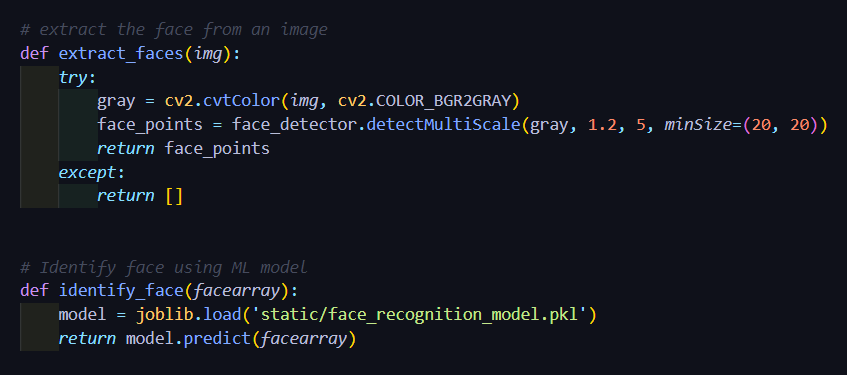 # extract the face from an image
def extract_faces(img):
    try:
        gray = cv2.cvtColor(img, cv2.COLOR_BGR2GRAY)
        face_points = face_detector.detectMultiScale(gray, 1.2, 5, minSize=(20, 20))
        return face_points
    except:
        return []
# Identify face using ML model
def identify_face(facearray):
    model = joblib.load('static/face_recognition_model.pkl')
    return model.predict(facearray)